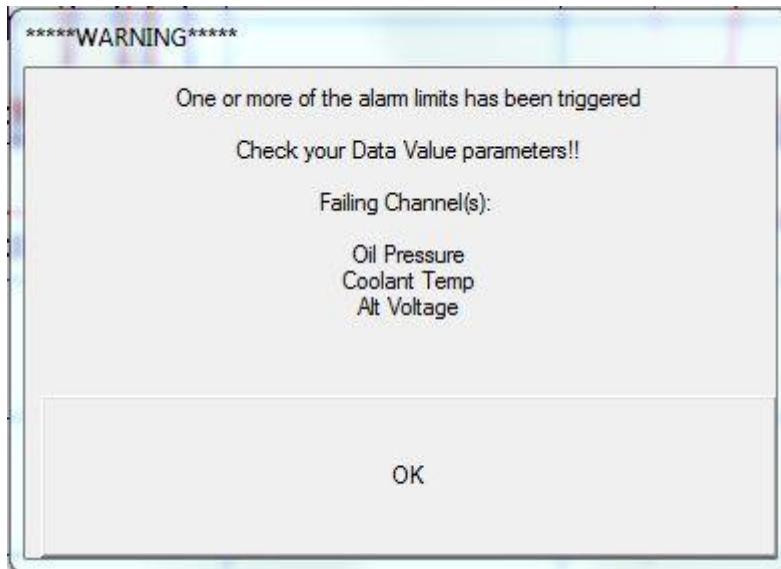 *****WARNING*****
One or more of the alarm limits has been triggered
Check your Data Value parameters!!
Failing Channel(s):
Oil Pressure
Coolant Temp
Alt Voltage
OK